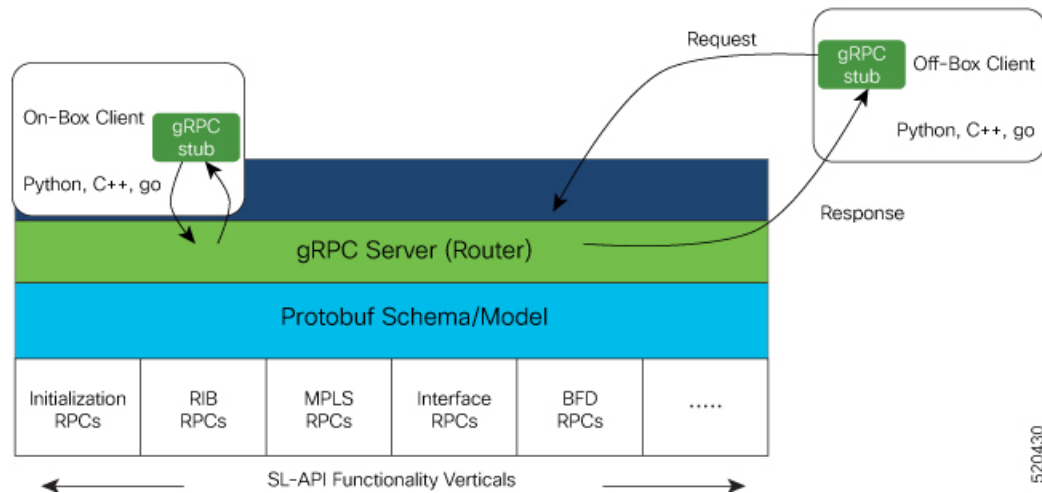 Request
gRPC
stub
Off-Box Client
Python, C++, go
On-Box Client
gRPC
stub
Python, C++, go
Response
gRPC Server (Router)
Protobuf Schema/Model
Initialization
RPCs
RIB
RPCs
MPLS
RPCs
Interface
RPCs
BFD
RPCs
.....
SL-API Functionality Verticals
520430